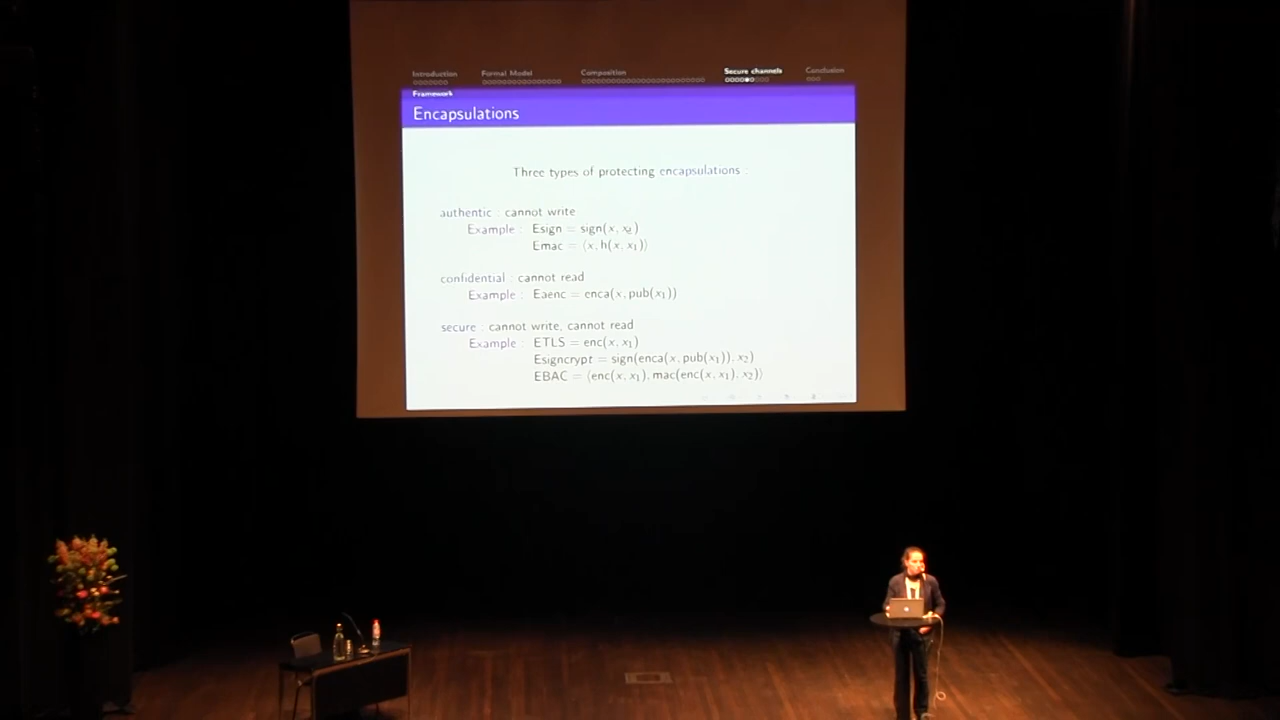 Introduction Formal Model Composition Secure channels Conclusion
Framework
Encapsulations
Three types of protecting encapsulations :
authentic : cannot write
Example : Esign = sign(x, x₂)
Emac = ⟨x, h(x, x₁)⟩
confidential : cannot read
Example : Eaenc = enca(x, pub(x₁))
secure : cannot write, cannot read
Example : ETLS = enc(x, x₁)
Esigncrypt = sign(enca(x, pub(x₁)), x₂)
EBAC = ⟨enc(x, x₁), mac(enc(x, x₁), x₂)⟩